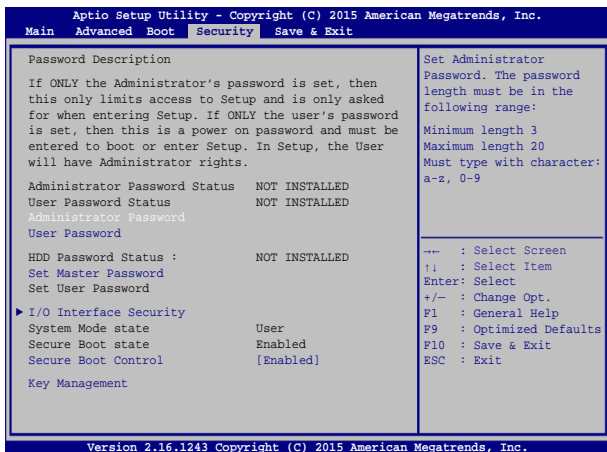 Aptio Setup Utility - Copyright (C) 2015 American Megatrends, Inc.
Main Advanced Boot Security Save & Exit
Password Description
If ONLY the Administrator's password is set, then
this only limits access to Setup and is only asked
for when entering Setup. If ONLY the user's password
is set, then this is a power on password and must be
entered to boot or enter Setup. In Setup, the User
will have Administrator rights.
Administrator Password Status NOT INSTALLED
User Password Status NOT INSTALLED
Administrator Password
User Password
HDD Password Status : NOT INSTALLED
Set Master Password
Set User Password
I/O Interface Security
System Mode state User
Secure Boot state Enabled
Secure Boot Control [Enabled]
Key Management
Set Administrator
Password. The password
length must be in the
following range:
Minimum length 3
Maximum length 20
Must type with character:
a-z, 0-9
→← : Select Screen
↑↓ : Select Item
Enter: Select
+/— : Change Opt.
F1 : General Help
F9 : Optimized Defaults
F10 : Save & Exit
ESC : Exit
Version 2.16.1243 Copyright (C) 2015 American Megatrends, Inc.